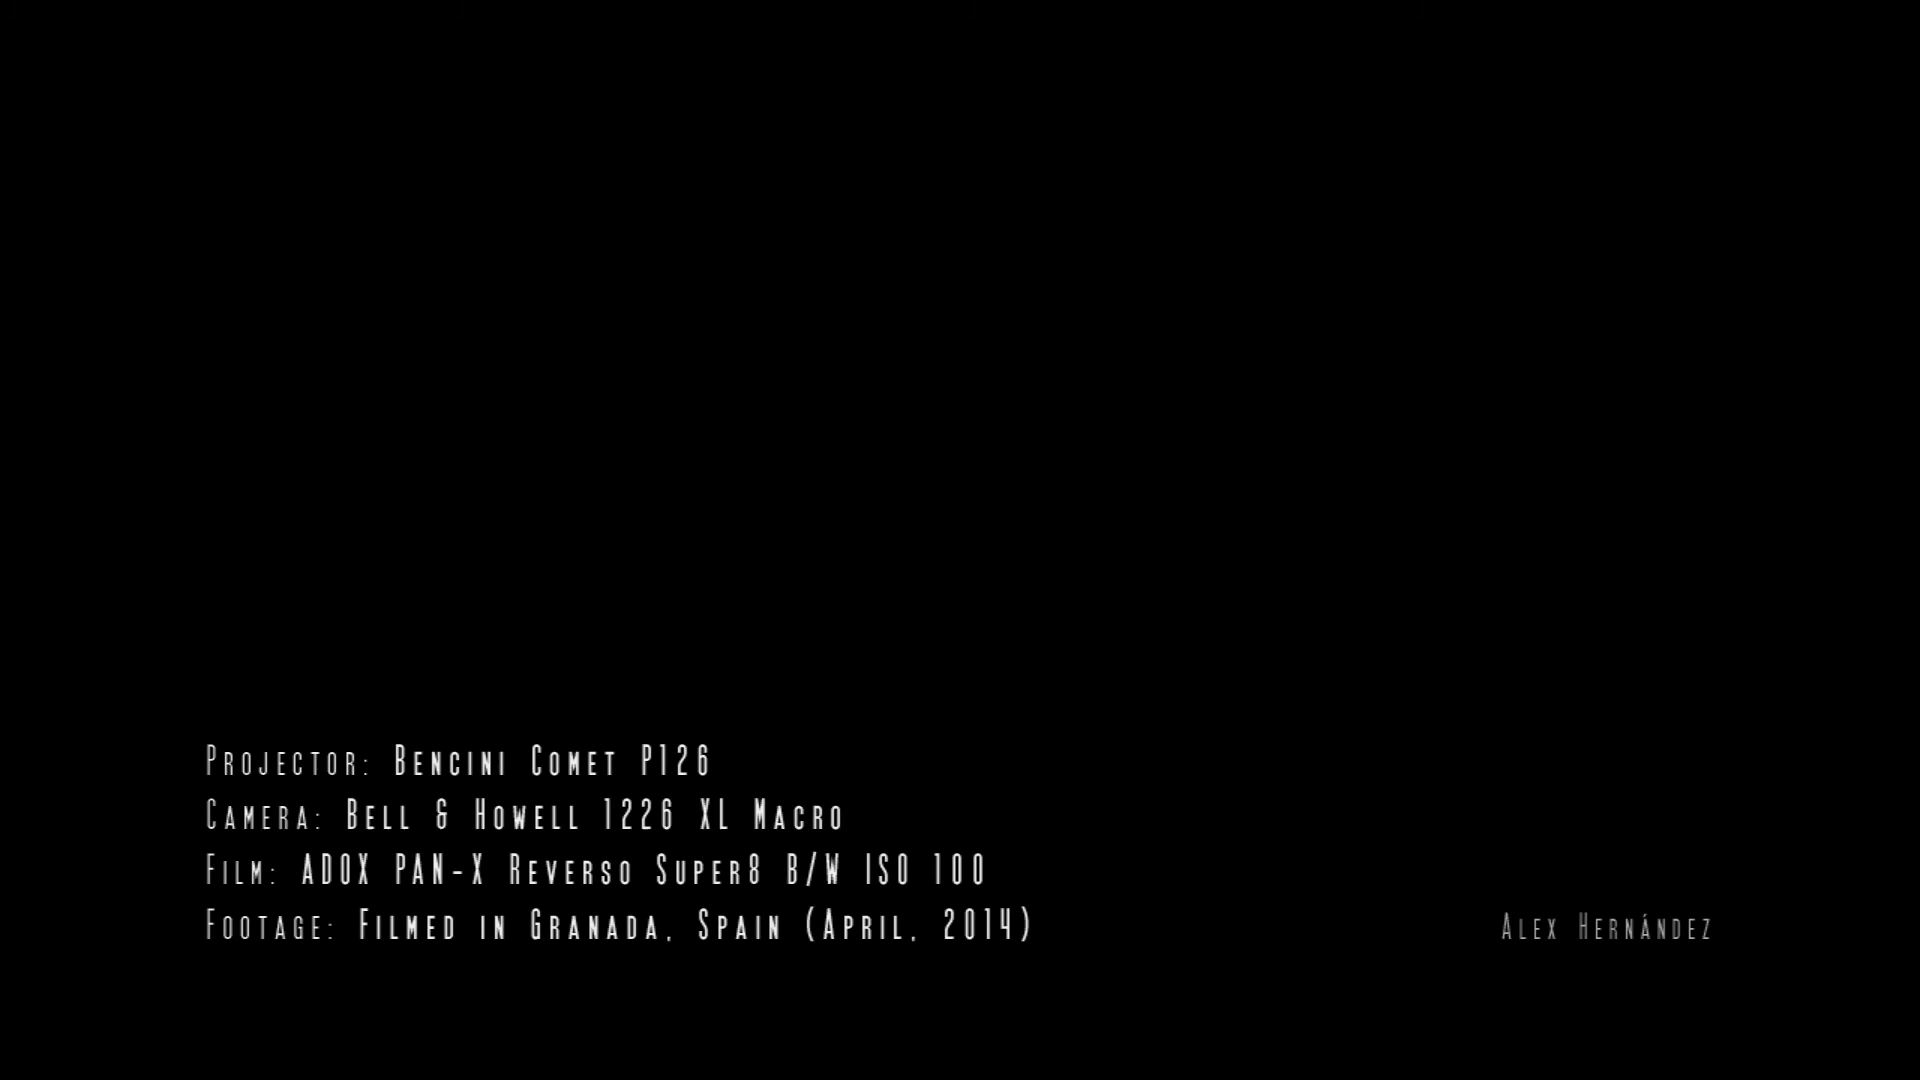 Projector: Bencini Comet P126
Camera: Bell & Howell 1226 XL Macro
Film: ADOX PAN-X Reverso Super8 B/W ISO 100
Footage: Filmed in Granada, Spain (April, 2014)
Alex Hernández